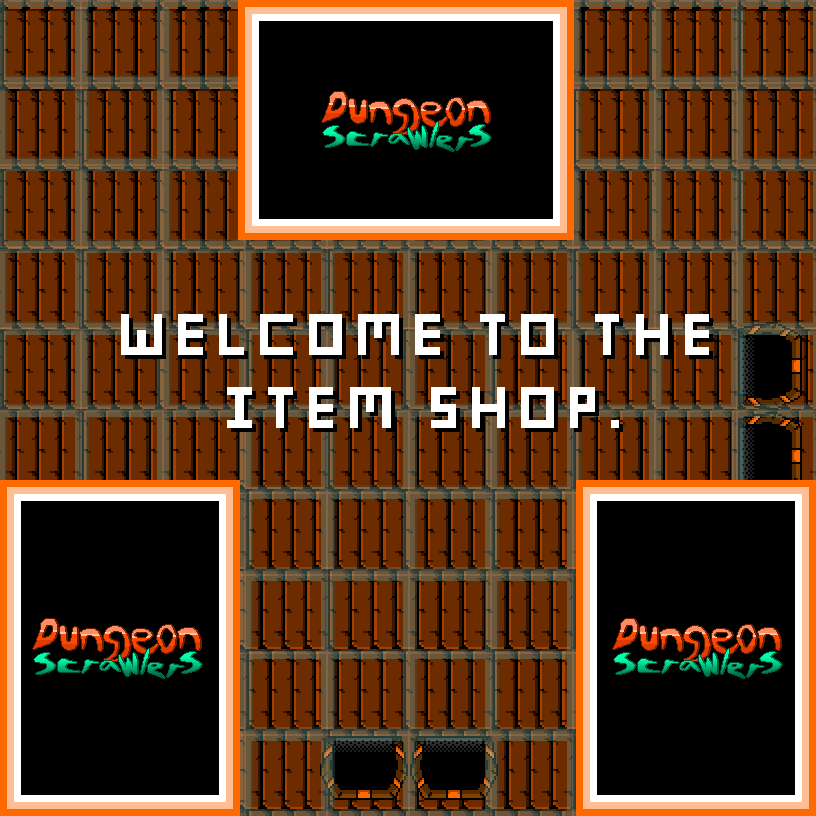 Dungeon
Scrawlers
WELCOME TO THE
ITEM SHOP.
Dungeon
Scrawlers
Dungeon
Scrawlers